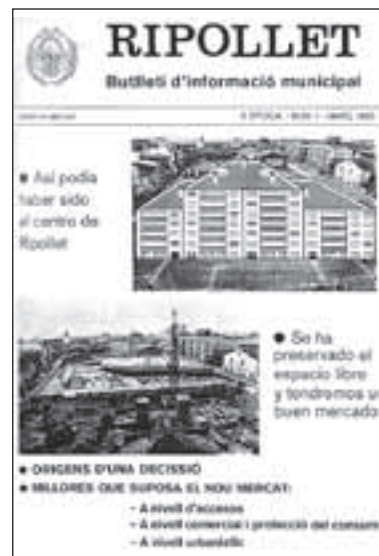 RIPOLLET
Butlletí d'informació municipal
● Así podía
haber sido
el centro de
Ripollet
● Se ha
preservado el
espacio libre
y tendremos un
buen mercado
● ORIGENS D'UNA DECISSIÓ
● MILLORES QUE SUPOSA EL NOU MERCAT:
- A nivell d'accesos
- A nivell comercial i protecció del consum
- A nivell urbanístic